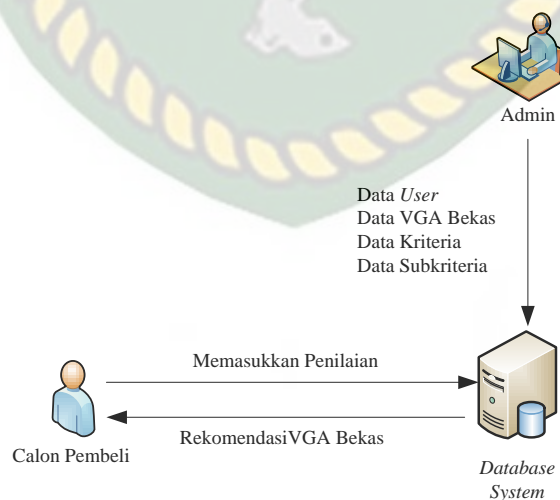 Admin
Data User
Data VGA Bekas
Data Kriteria
Data Subkriteria
Memasukkan Penilaian
RekomendasiVGA Bekas
Calon Pembeli
Database
System